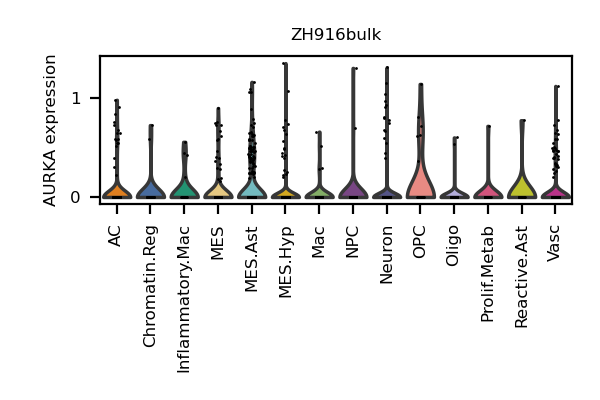 ZH916bulk
AURKA expression
1
0
AC
Chromatin.Reg
Inflammatory.Mac
MES
MES.Ast
MES.Hyp
Mac
NPC
Neuron
OPC
Oligo
Prolif.Metab
Reactive.Ast
Vasc